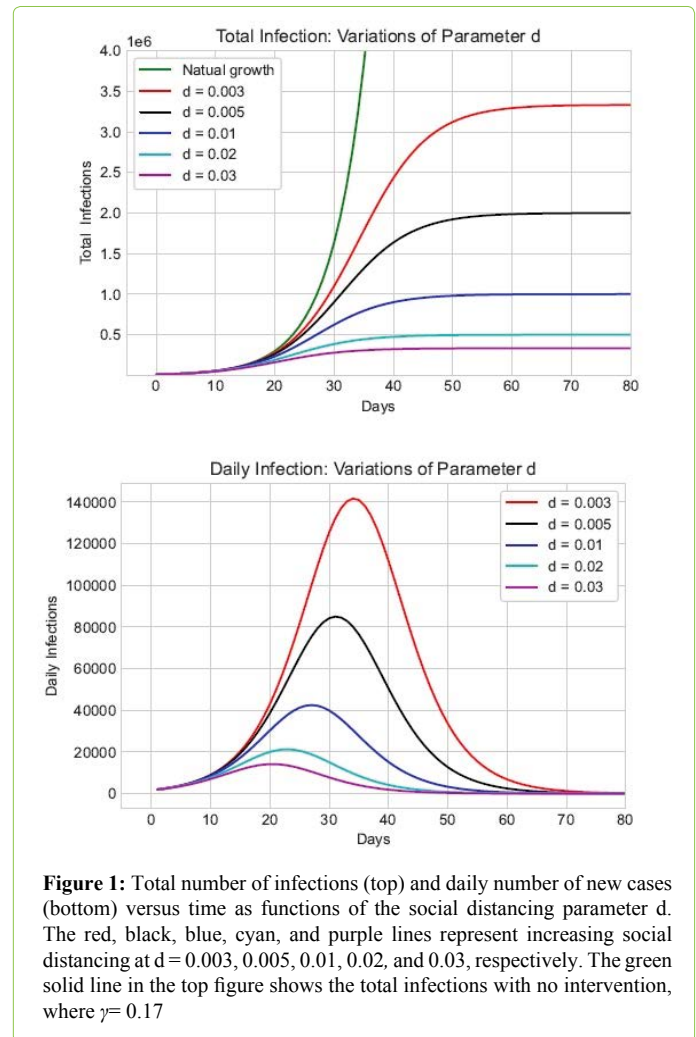 Total Infection: Variations of Parameter d
1e6
4.0
3.5
3.0
2.5
2.0
1.5
1.0
0.5
Total Infections
Natual growth
d = 0.003
d = 0.005
d = 0.01
d = 0.02
d = 0.03
0 10 20 30 40 50 60 70 80
Days
Daily Infection: Variations of Parameter d
140000
120000
100000
80000
60000
40000
20000
0
Daily Infections
d = 0.003
d = 0.005
d = 0.01
d = 0.02
d = 0.03
0 10 20 30 40 50 60 70 80
Days
Figure 1: Total number of infections (top) and daily number of new cases
(bottom) versus time as functions of the social distancing parameter d.
The red, black, blue, cyan, and purple lines represent increasing social
distancing at d = 0.003, 0.005, 0.01, 0.02, and 0.03, respectively. The green
solid line in the top figure shows the total infections with no intervention,
where γ= 0.17